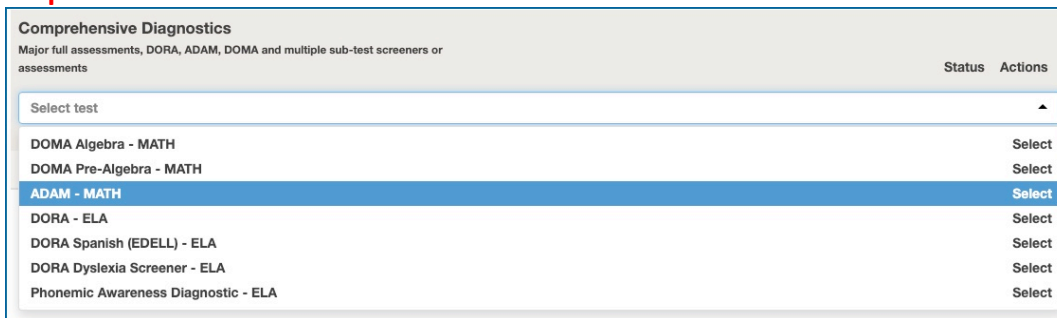 Comprehensive Diagnostics
Major full assessments, DORA, ADAM, DOMA and multiple sub-test screeners or
assessments
Status Actions
Select test
DOMA Algebra - MATH Select
DOMA Pre-Algebra - MATH Select
ADAM - MATH Select
DORA - ELA Select
DORA Spanish (EDELL) - ELA Select
DORA Dyslexia Screener - ELA Select
Phonemic Awareness Diagnostic - ELA Select